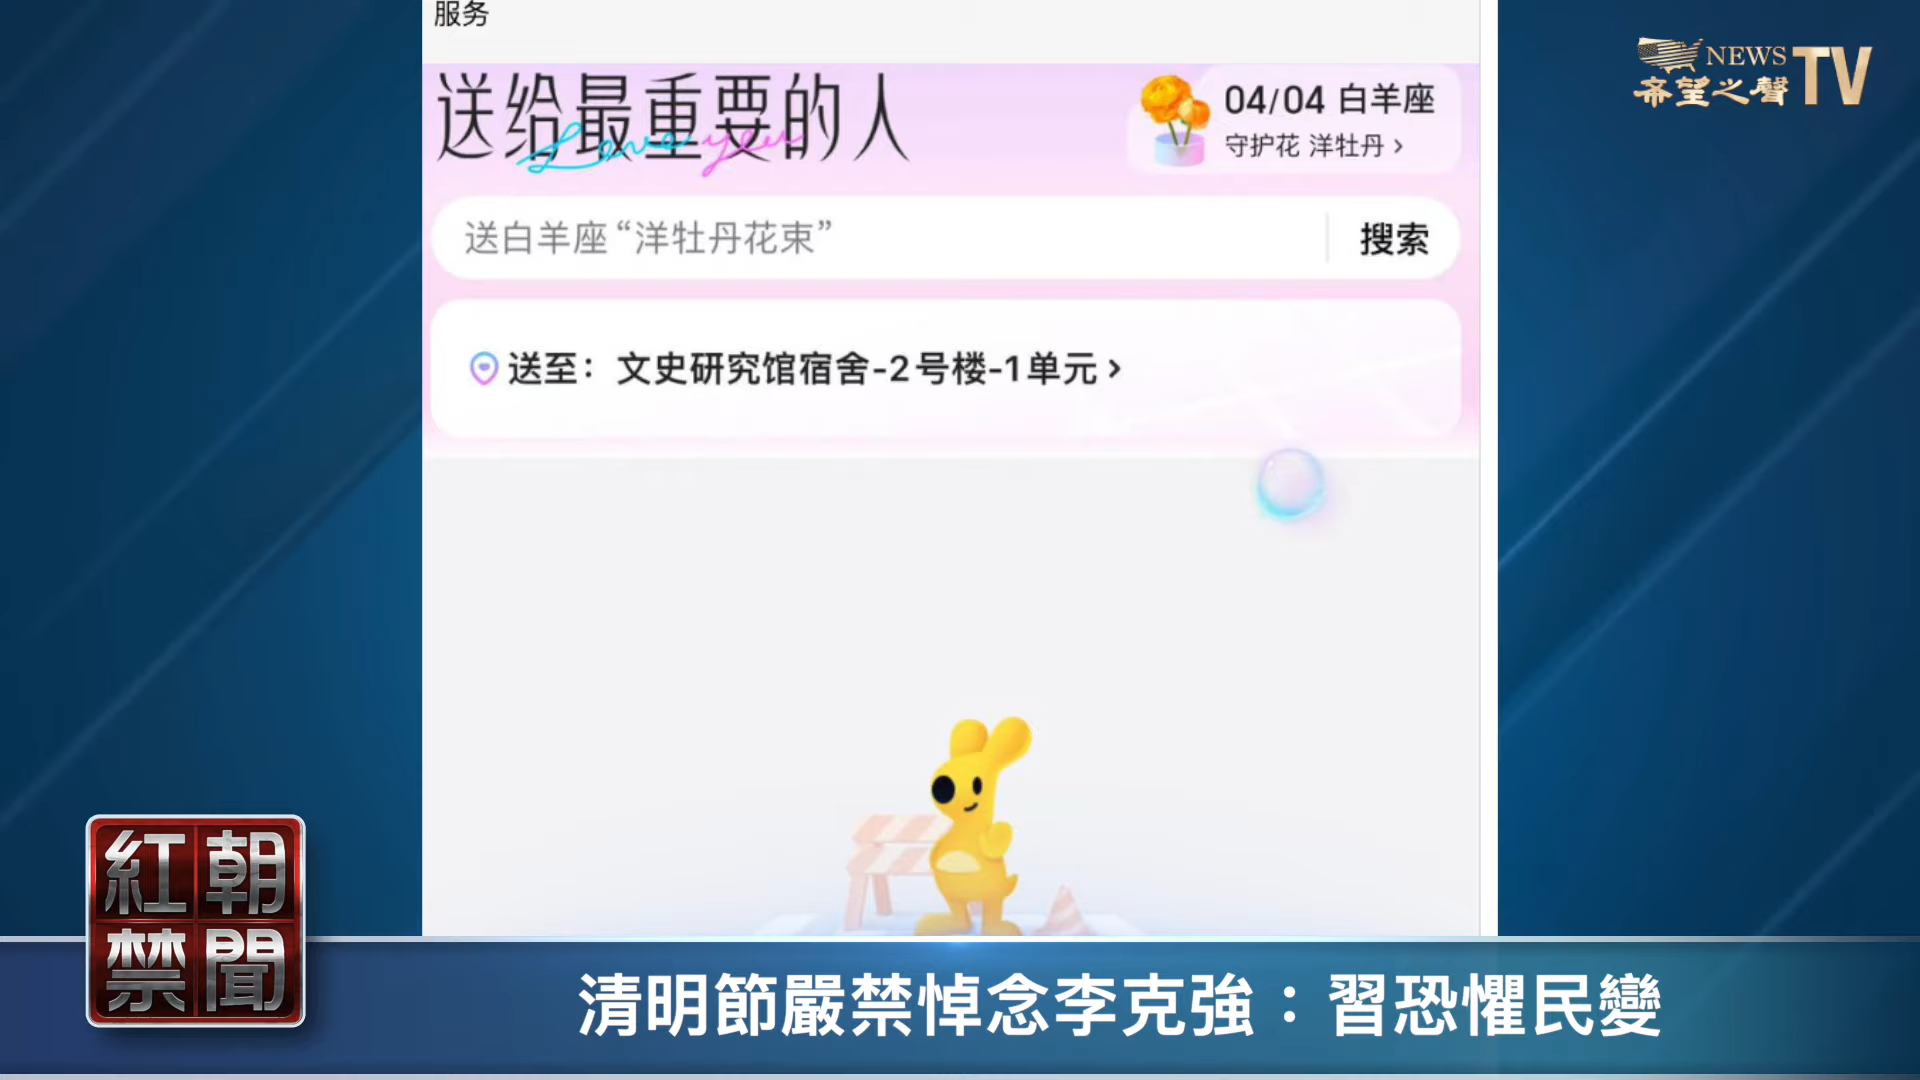 服务
送给最重要的人
Love you
04/04 白羊座
守护花 洋牡丹 ›
送白羊座“洋牡丹花束”
搜索
送至：文史研究馆宿舍-2号楼-1单元 ›
NEWS
希望之聲
TV
紅朝
禁聞
清明節嚴禁悼念李克強：習恐懼民變